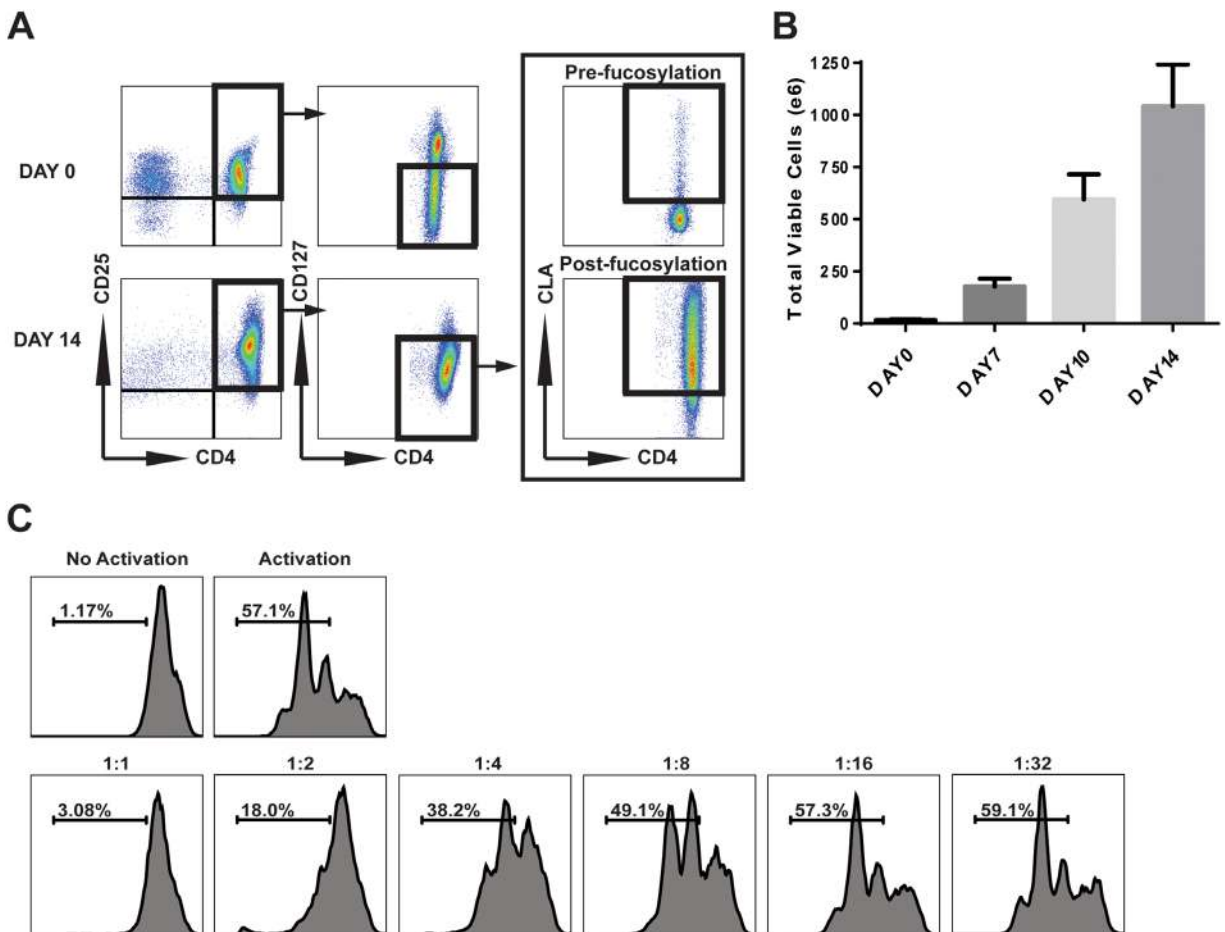 A
Pre-fucosylation
DAY 0
CD25
CD127
Post-fucosylation
CLA
DAY 14
CD4
CD4
CD4
B
Total Viable Cells (e6)
1250
1000
750
500
250
0
DAY0
DAY7
DAY10
DAY14
C
No Activation
Activation
1.17%
57.1%
1:1
1:2
1:4
1:8
1:16
1:32
3.08%
18.0%
38.2%
49.1%
57.3%
59.1%